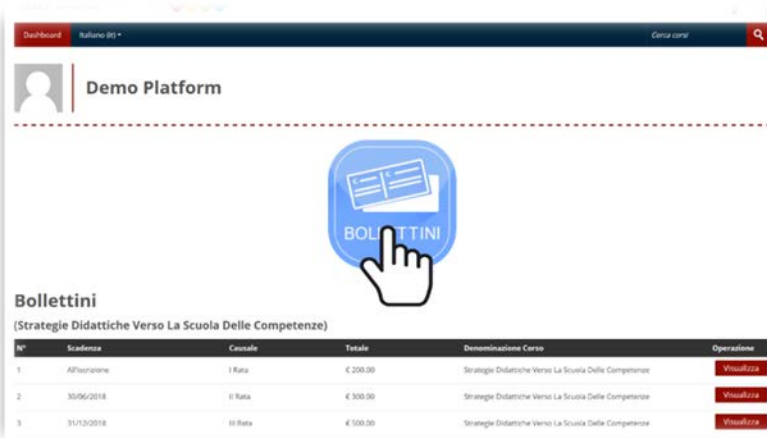 Dashboard Italiano (it) Cerca corsi
Demo Platform
BOLLETTINI
Bollettini
(Strategie Didattiche Verso La Scuola Delle Competenze)
N° Scadenza Causale Totale Denominazione Corso Operazione
1 All'iscrizione I Rata € 200.00 Strategie Didattiche Verso La Scuola Delle Competenze Visualizza
2 30/06/2018 II Rata € 300.00 Strategie Didattiche Verso La Scuola Delle Competenze Visualizza
3 31/12/2018 III Rata € 500.00 Strategie Didattiche Verso La Scuola Delle Competenze Visualizza